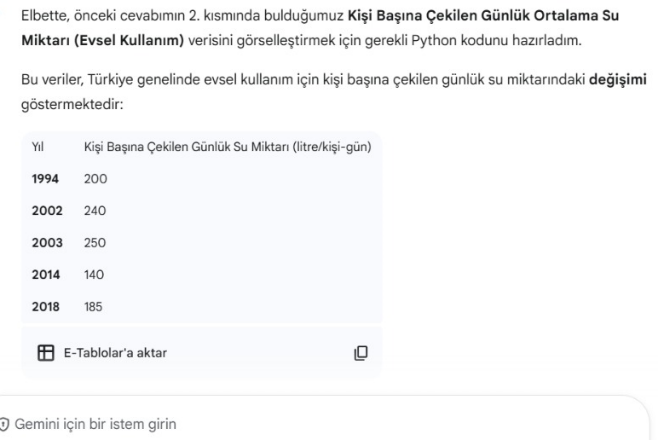 Elbette, önceki cevabımın 2. kısmında bulduğumuz Kişi Başına Çekilen Günlük Ortalama Su
Miktarı (Evsel Kullanım) verisini görselleştirmek için gerekli Python kodunu hazırladım.
Bu veriler, Türkiye genelinde evsel kullanım için kişi başına çekilen günlük su miktarındaki değişimi
göstermektedir:
Yıl Kişi Başına Çekilen Günlük Su Miktarı (litre/kişi-gün)
1994 200
2002 240
2003 250
2014 140
2018 185
E-Tablolar'a aktar
Gemini için bir istem girin